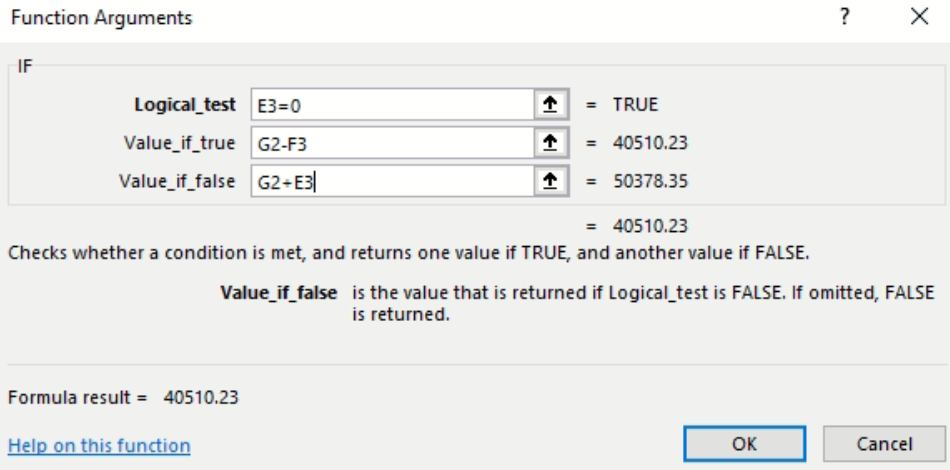 Function Arguments ? ×
IF
Logical_test E3=0 = TRUE
Value_if_true G2-F3 = 40510.23
Value_if_false G2+E3 = 50378.35
= 40510.23
Checks whether a condition is met, and returns one value if TRUE, and another value if FALSE.
Value_if_false is the value that is returned if Logical_test is FALSE. If omitted, FALSE
is returned.
Formula result = 40510.23
Help on this function OK Cancel